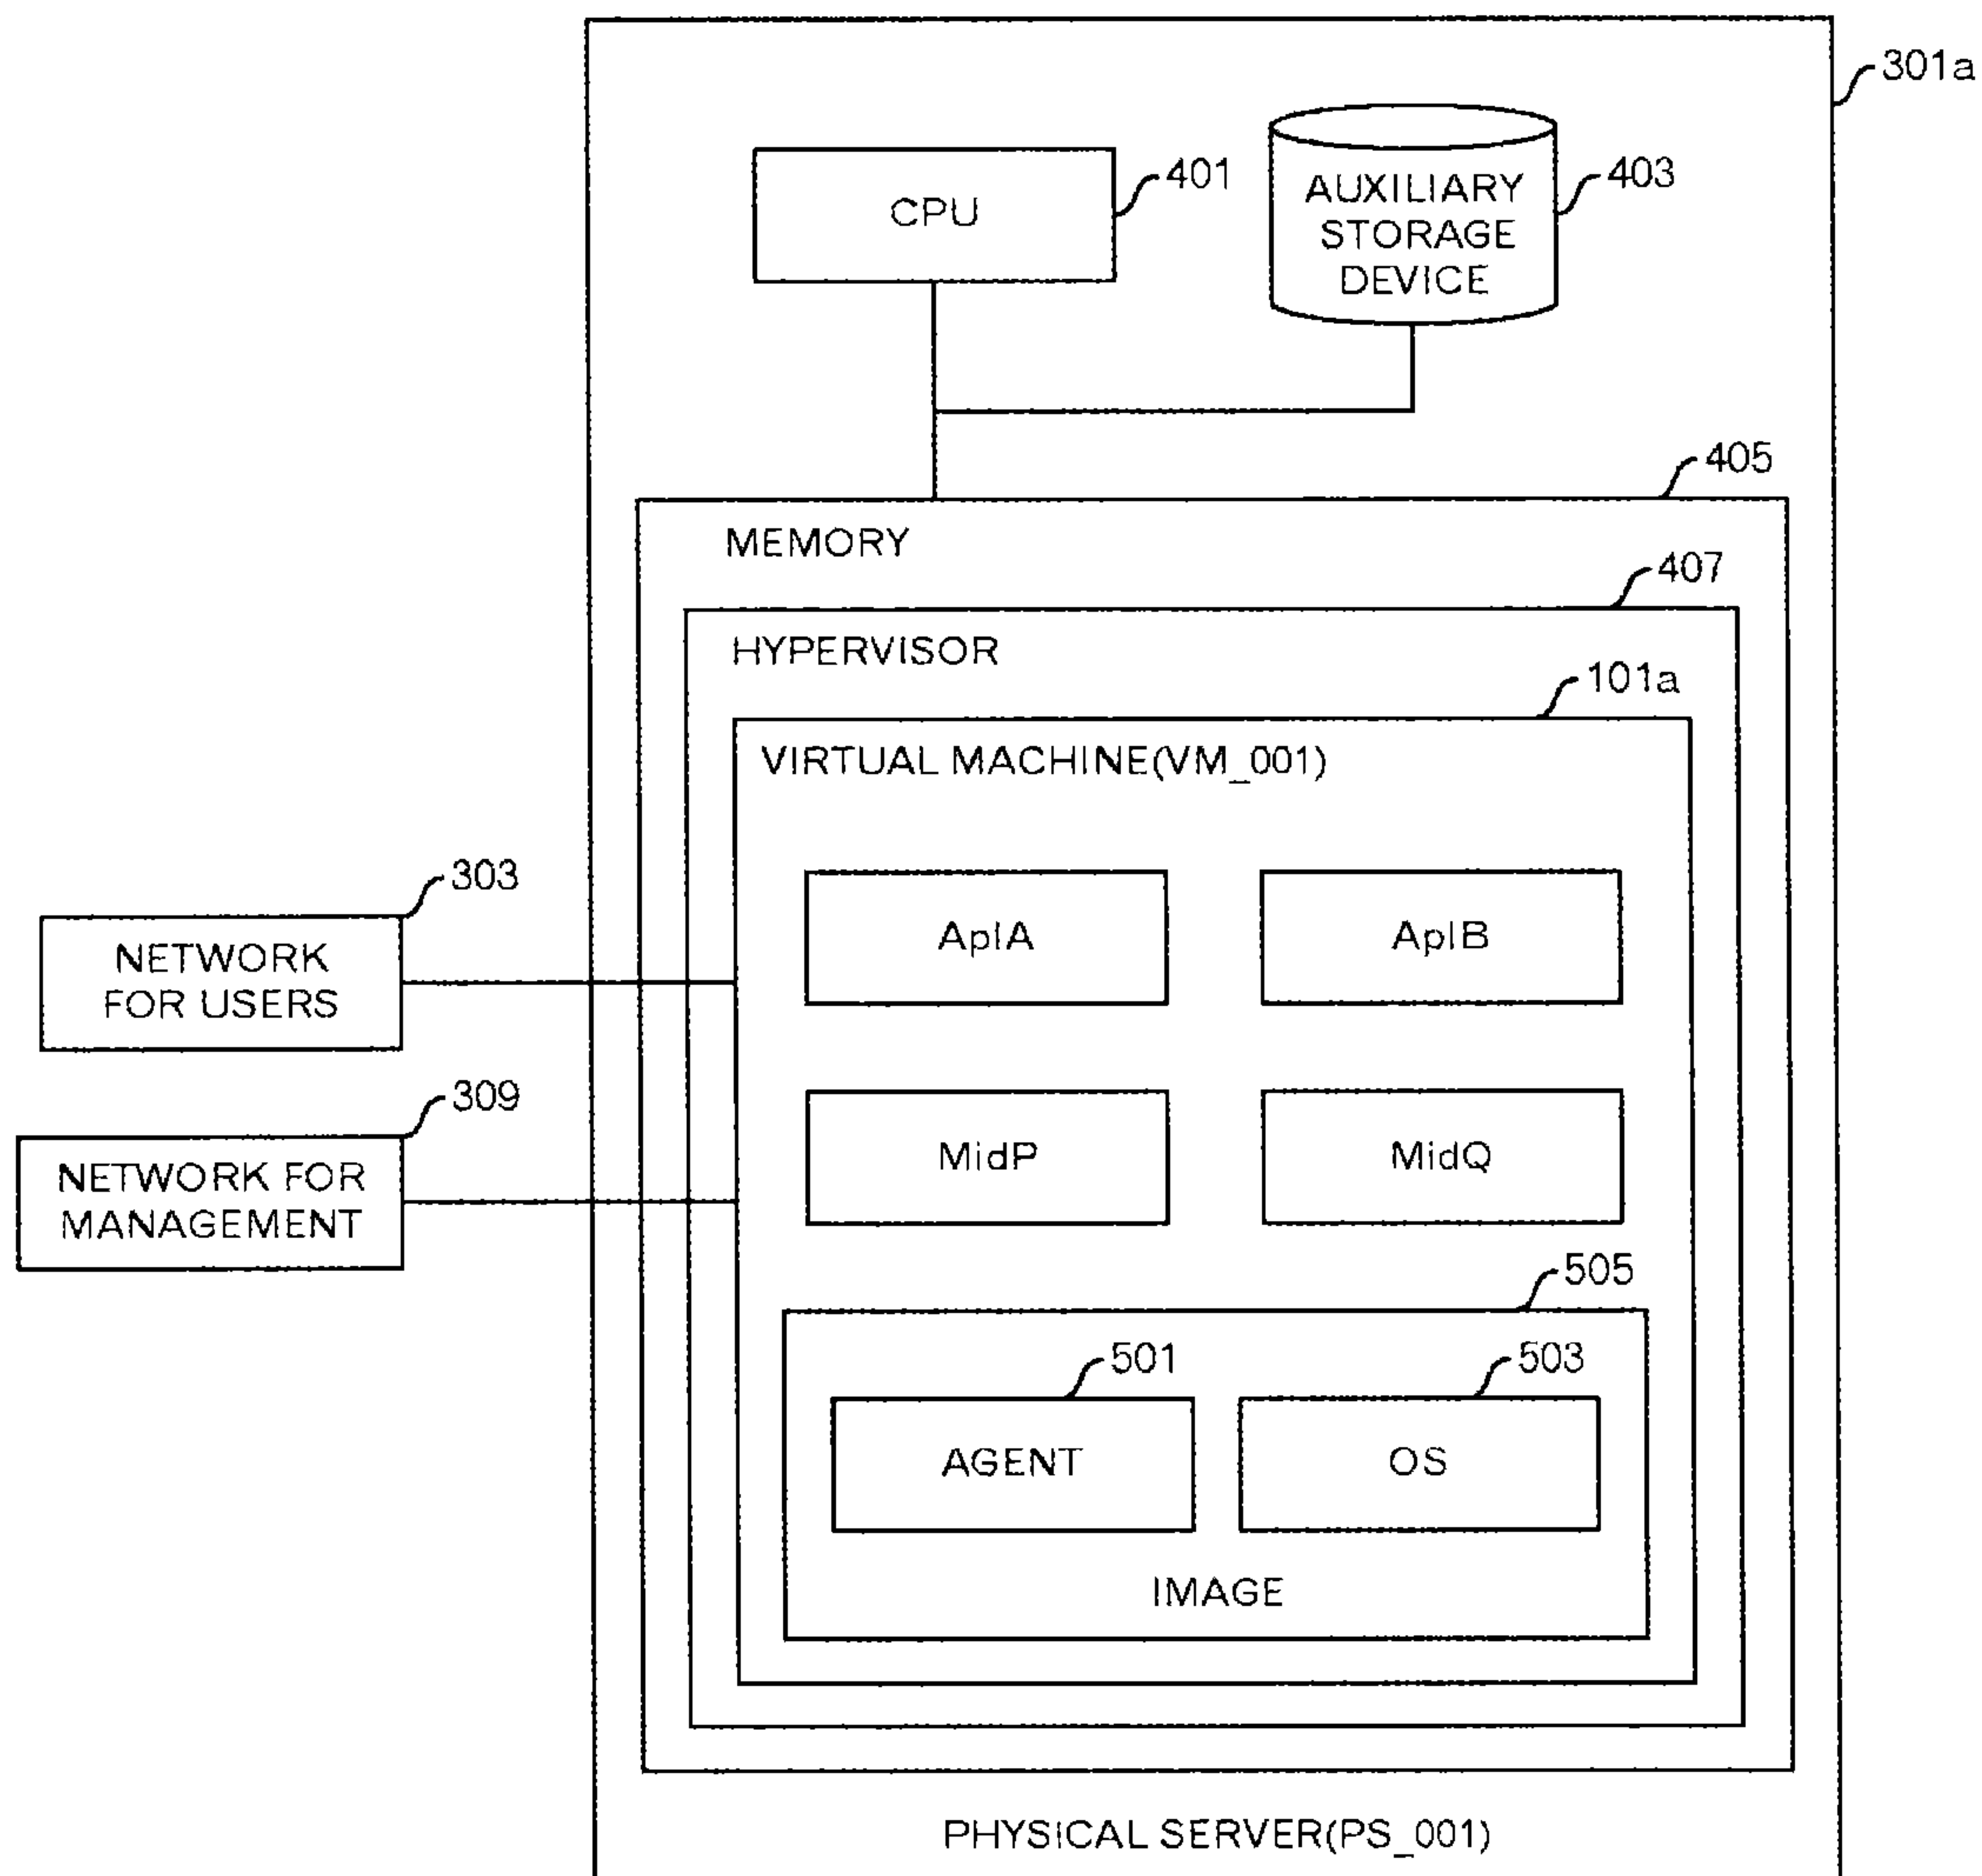 301a
CPU
401
AUXILIARY
STORAGE
DEVICE
403
405
MEMORY
407
HYPERVISOR
101a
VIRTUAL MACHINE(VM_001)
303
NETWORK
FOR USERS
AplA
AplB
309
NETWORK FOR
MANAGEMENT
MidP
MidQ
505
501
503
AGENT
OS
IMAGE
PHYSICAL SERVER(PS_001)